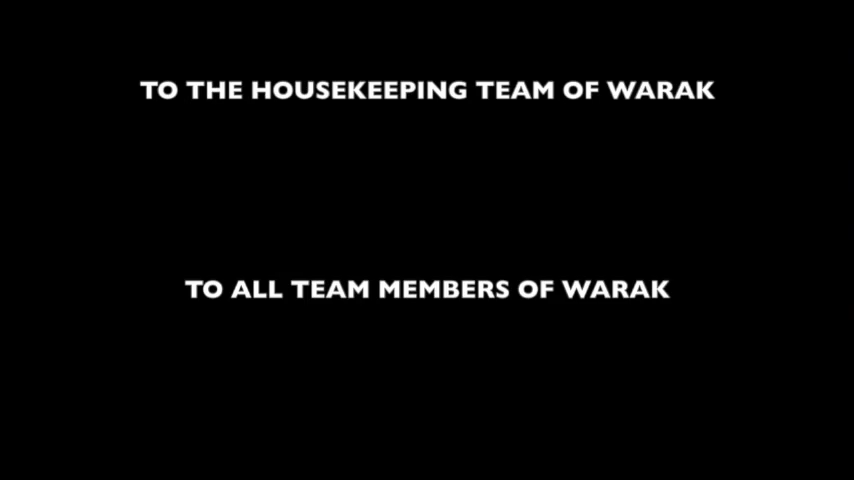 TO THE HOUSEKEEPING TEAM OF WARAK
TO ALL TEAM MEMBERS OF WARAK